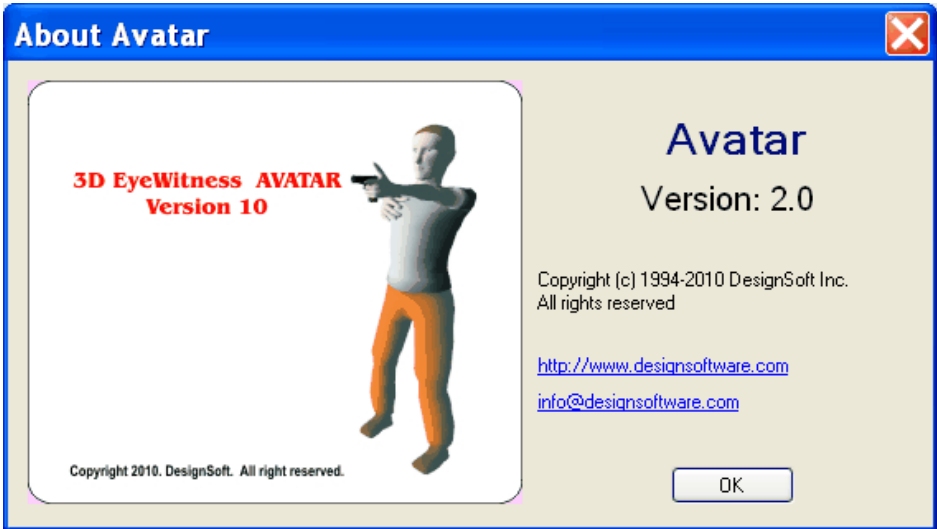 About Avatar
3D EyeWitness AVATAR
Version 10
Copyright 2010. DesignSoft. All right reserved.
Avatar
Version: 2.0
Copyright (c) 1994-2010 DesignSoft Inc.
All rights reserved
http://www.designsoftware.com
info@designsoftware.com
OK